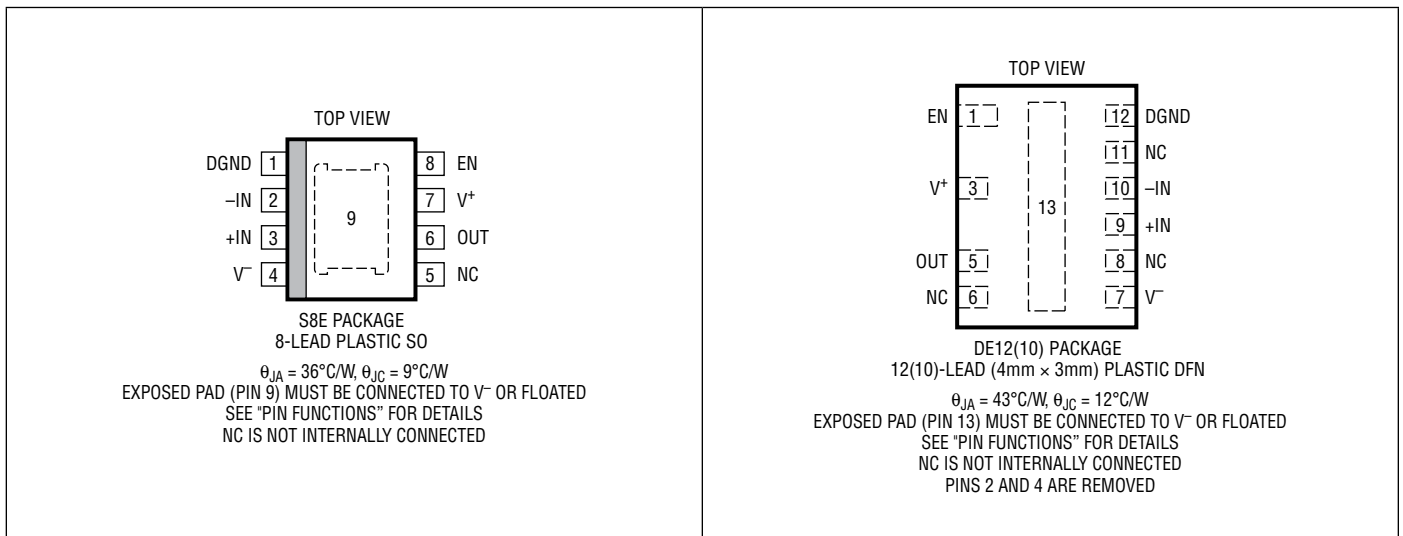 TOP VIEW
DGND 1 8 EN
–IN 2 7 V+
+IN 3 6 OUT
V– 4 5 NC
9
S8E PACKAGE
8-LEAD PLASTIC SO
θJA = 36°C/W, θJC = 9°C/W
EXPOSED PAD (PIN 9) MUST BE CONNECTED TO V– OR FLOATED
SEE "PIN FUNCTIONS” FOR DETAILS
NC IS NOT INTERNALLY CONNECTED
TOP VIEW
EN 1 12 DGND
11 NC
V+ 3 10 –IN
13
9 +IN
OUT 5 8 NC
NC 6 7 V–
DE12(10) PACKAGE
12(10)-LEAD (4mm × 3mm) PLASTIC DFN
θJA = 43°C/W, θJC = 12°C/W
EXPOSED PAD (PIN 13) MUST BE CONNECTED TO V– OR FLOATED
SEE "PIN FUNCTIONS” FOR DETAILS
NC IS NOT INTERNALLY CONNECTED
PINS 2 AND 4 ARE REMOVED